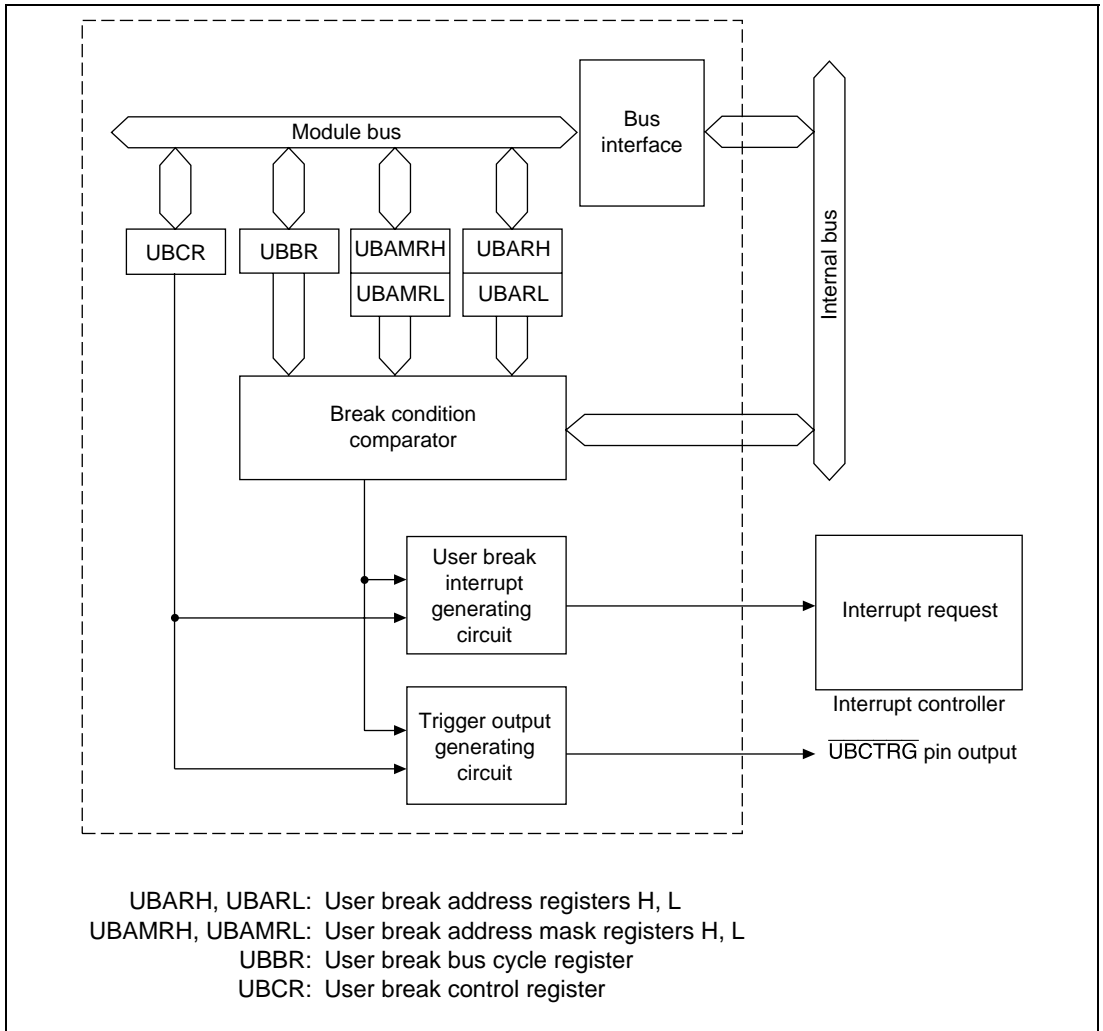 Bus
interface
Module bus
Internal bus
UBCR
UBBR
UBAMRH
UBARH
UBAMRL
UBARL
Break condition
comparator
User break
interrupt
generating
circuit
Interrupt request
Interrupt controller
Trigger output
generating
circuit
UBCTRG pin output
UBARH, UBARL: User break address registers H, L
UBAMRH, UBAMRL: User break address mask registers H, L
UBBR: User break bus cycle register
UBCR: User break control register